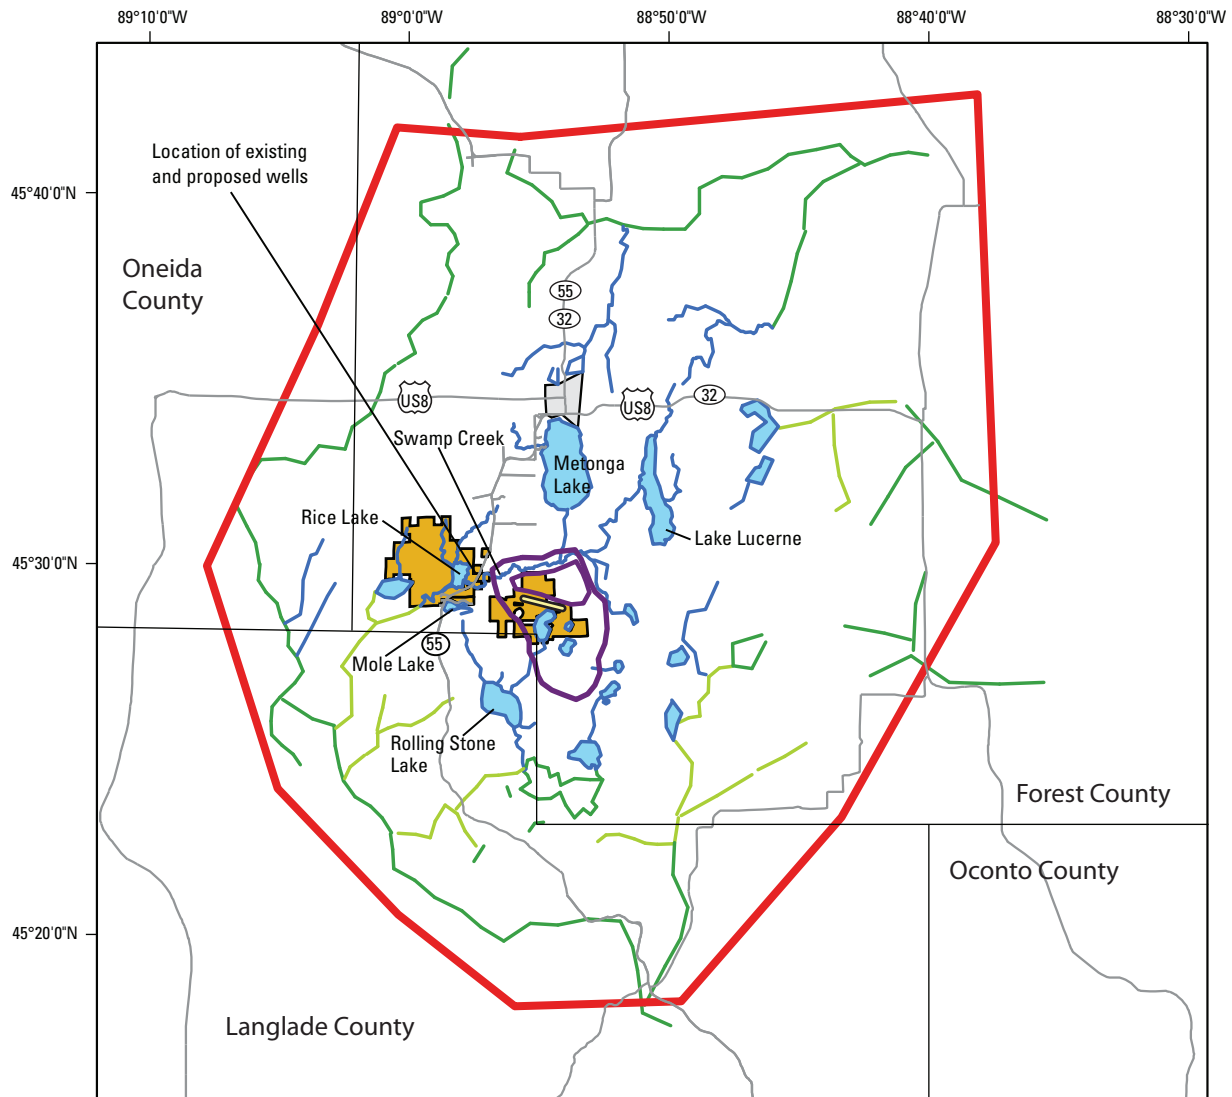 89°10'0"W
89°0'0"W
88°50'0"W
88°40'0"W
88°30'0"W
Location of existing
and proposed wells
45°40'0"N
Oneida
County
55
32
US8
US8
32
Swamp Creek
Metonga
Lake
Rice Lake
Lake Lucerne
45°30'0"N
55
Mole Lake
Rolling Stone
Lake
Forest County
Oconto County
45°20'0"N
Langlade County